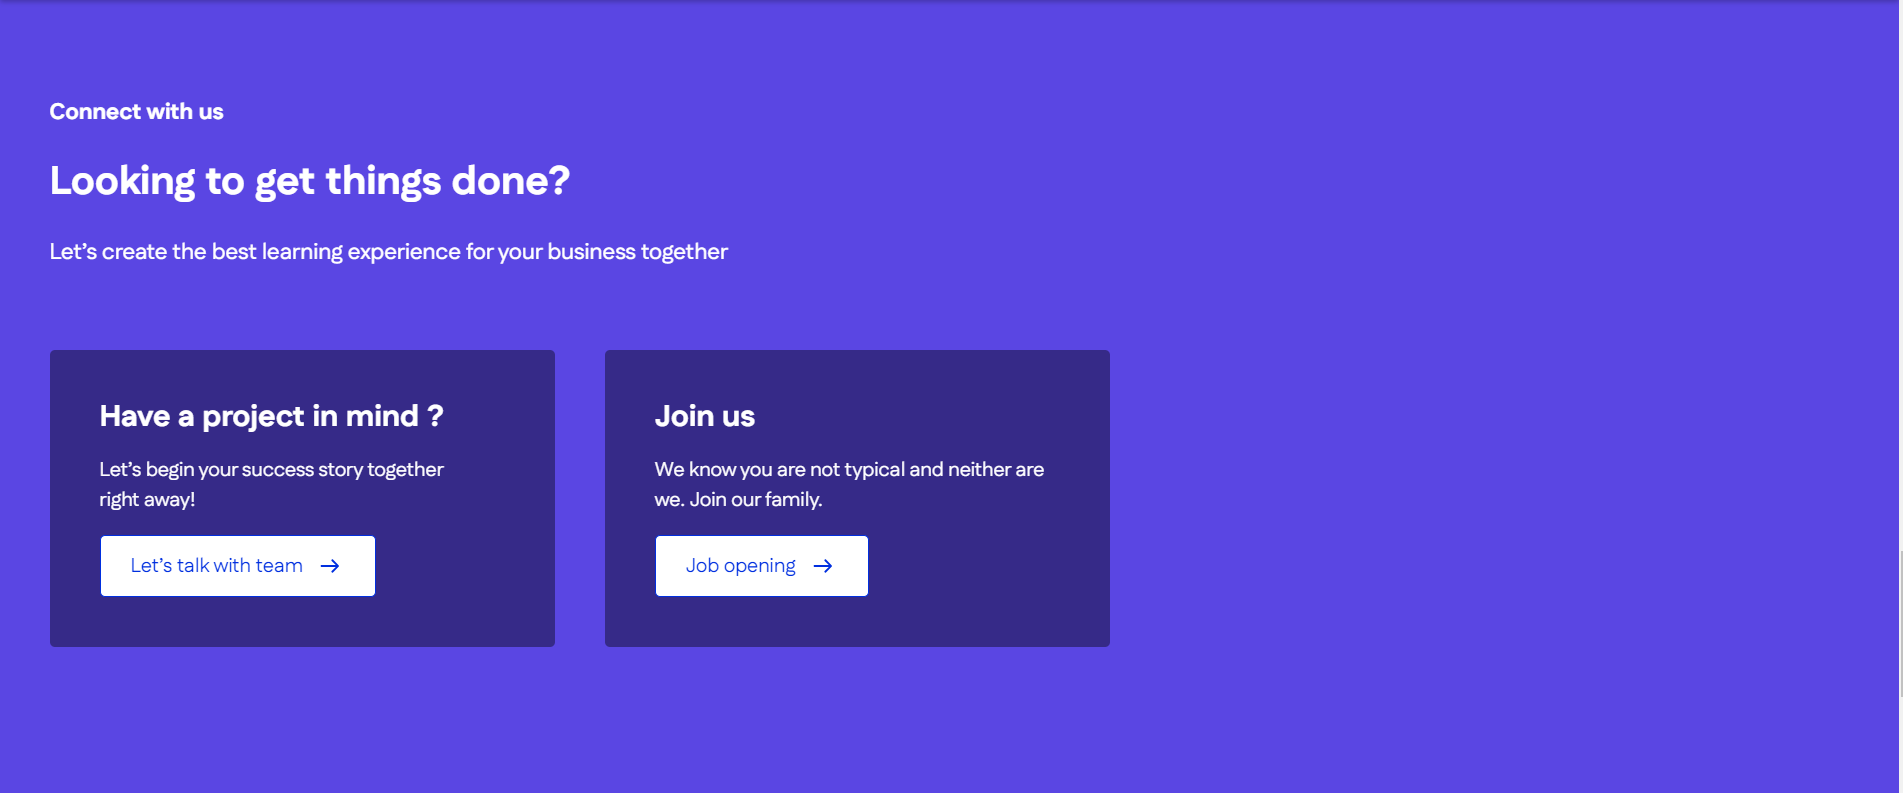 Connect with us
Looking to get things done?
Let’s create the best learning experience for your business together
Have a project in mind ?
Let’s begin your success story together
right away!
Let’s talk with team
Join us
We know you are not typical and neither are
we. Join our family.
Job opening